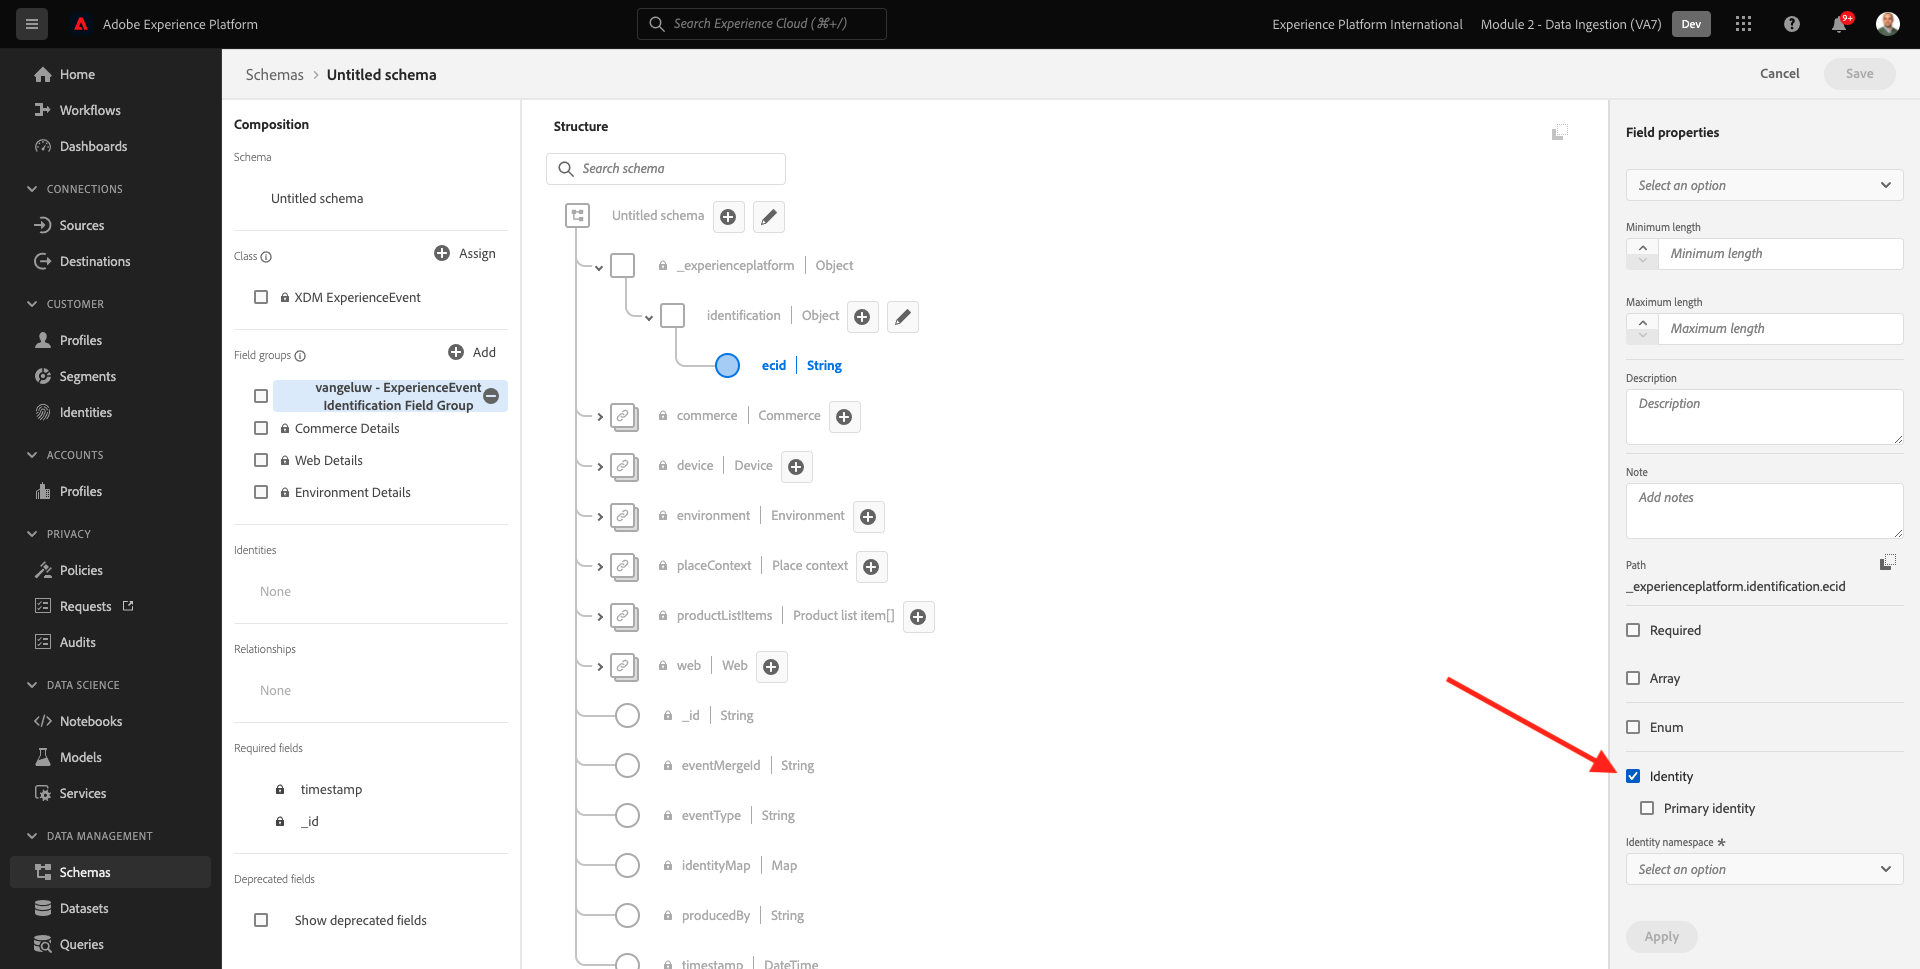 Adobe Experience Platform
Search Experience Cloud (⌘+/)
Experience Platform International
Module 2 - Data Ingestion (VA7)
Dev
9+
Home
Workflows
Dashboards
CONNECTIONS
Sources
Destinations
CUSTOMER
Profiles
Segments
Identities
ACCOUNTS
Profiles
PRIVACY
Policies
Requests
Audits
DATA SCIENCE
Notebooks
Models
Services
DATA MANAGEMENT
Schemas
Datasets
Queries
Schemas > Untitled schema
Cancel
Save
Composition
Schema
Untitled schema
Class
Assign
XDM ExperienceEvent
Field groups
Add
vangeluw - ExperienceEvent
Identification Field Group
Commerce Details
Web Details
Environment Details
Identities
None
Relationships
None
Required fields
timestamp
_id
Deprecated fields
Show deprecated fields
Structure
Search schema
Untitled schema
_experienceplatform | Object
identification | Object
ecid | String
commerce | Commerce
device | Device
environment | Environment
placeContext | Place context
productListItems | Product list item[]
web | Web
_id | String
eventMergeId | String
eventType | String
identityMap | Map
producedBy | String
timestamp | DateTime
Field properties
Select an option
Minimum length
Minimum length
Maximum length
Maximum length
Description
Description
Note
Add notes
Path
_experienceplatform.identification.ecid
Required
Array
Enum
Identity
Primary identity
Identity namespace *
Select an option
Apply